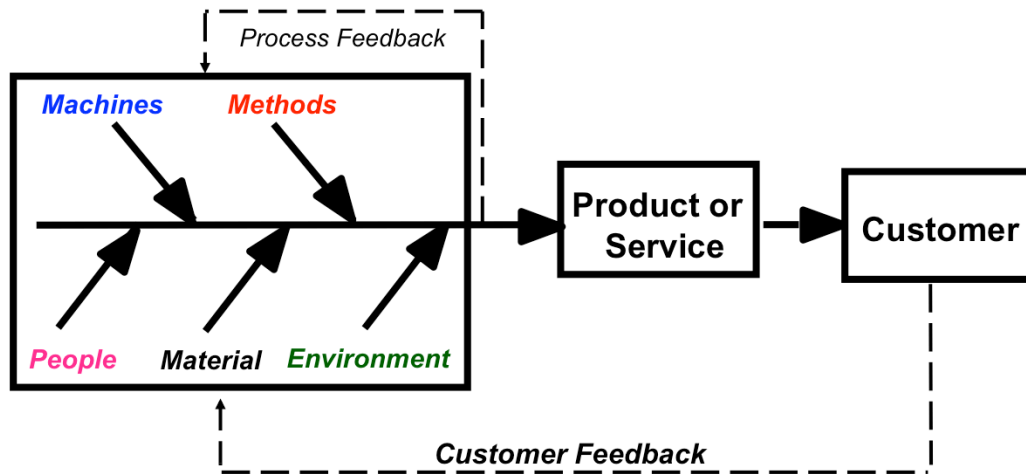 Process Feedback
Machines
Methods
Product or
Service
Customer
People
Material
Environment
Customer Feedback